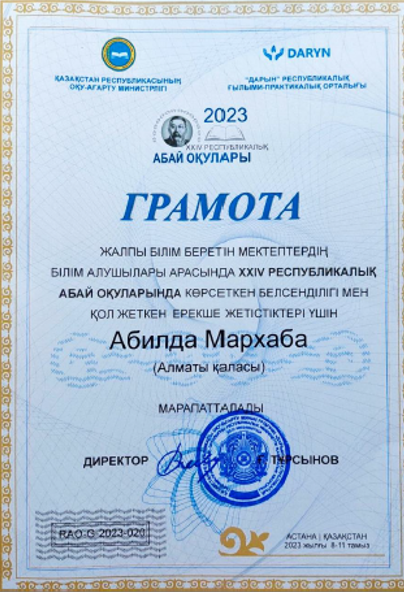 ҚАЗАҚСТАН РЕСПУБЛИКАСЫНЫҢ
ОҚУ-АҒАРТУ МИНИСТРЛІГІ
DARYN
"ДАРЫН" РЕСПУБЛИКАЛЫҚ
ҒЫЛЫМИ-ПРАКТИКАЛЫҚ ОРТАЛЫҒЫ
2023
XXIV РЕСПУБЛИКАЛЫҚ
АБАЙ ОҚУЛАРЫ
ГРАМОТА
ЖАЛПЫ БІЛІМ БЕРЕТІН МЕКТЕПТЕРДІҢ
БІЛІМ АЛУШЫЛАРЫ АРАСЫНДА XXIV РЕСПУБЛИКАЛЫҚ
АБАЙ ОҚУЛАРЫНДА КӨРСЕТКЕН БЕЛСЕНДІЛІГІ МЕН
ҚОЛ ЖЕТКЕН ЕРЕКШЕ ЖЕТІСТІКТЕРІ ҮШІН
Абилда Мархаба
(Алматы қаласы)
МАРАПАТТАЛАДЫ
ДИРЕКТОР ТҰРСЫНОВ
RAO-G 2023-020
АСТАНА | ҚАЗАҚСТАН
2023 жылғы 8-11 тамыз